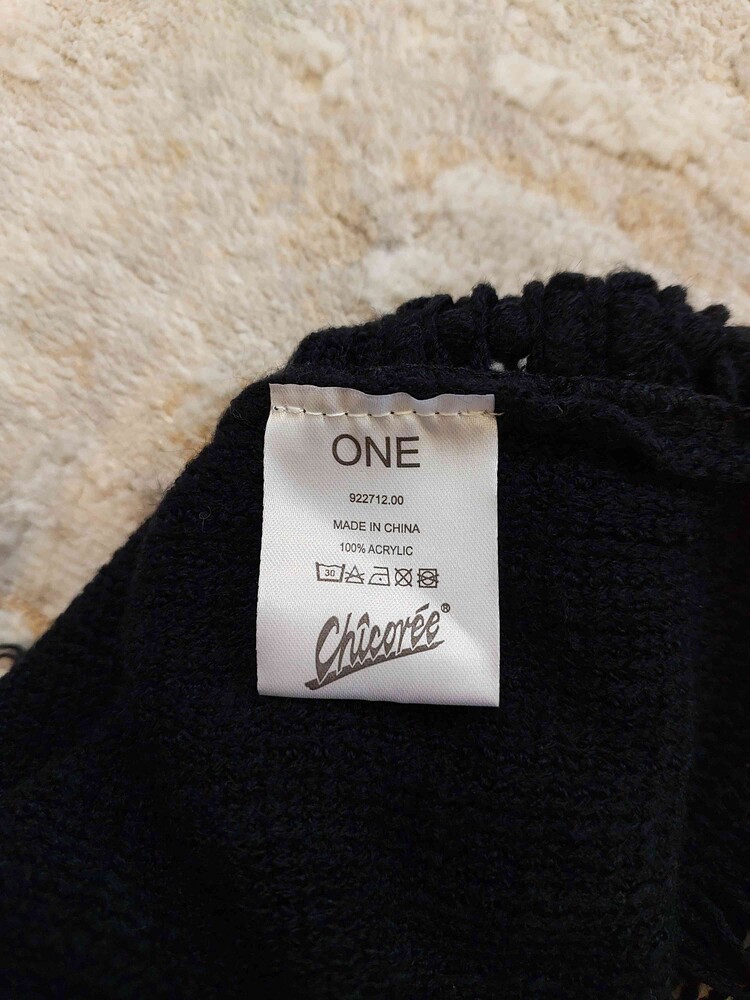 ONE
922712.00
MADE IN CHINA
100% ACRYLIC
30
Chicorée®